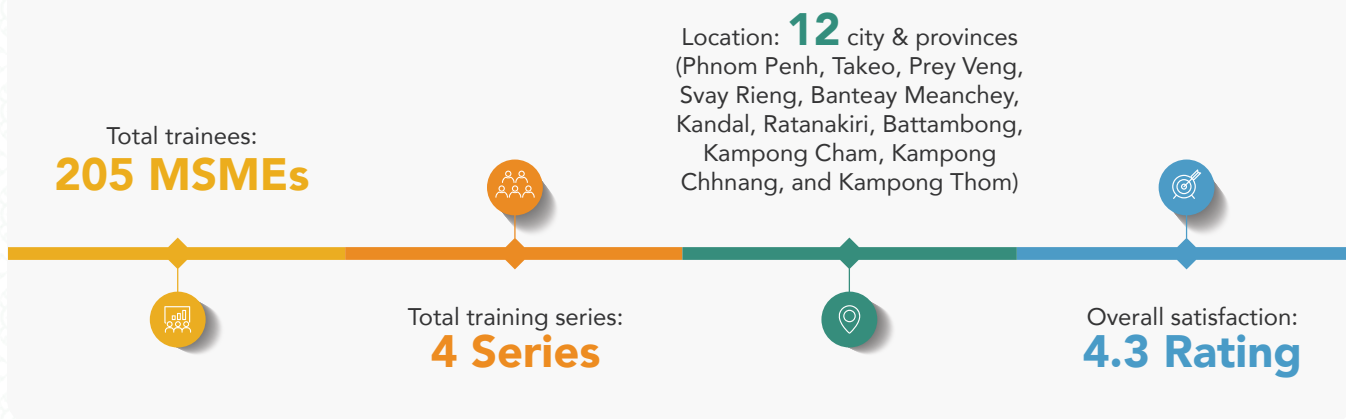 Total trainees:
205 MSMEs
Total training series:
4 Series
Location: 12 city & provinces
(Phnom Penh, Takeo, Prey Veng,
Svay Rieng, Banteay Meanchey,
Kandal, Ratanakiri, Battambong,
Kampong Cham, Kampong
Chhnang, and Kampong Thom)
Overall satisfaction:
4.3 Rating